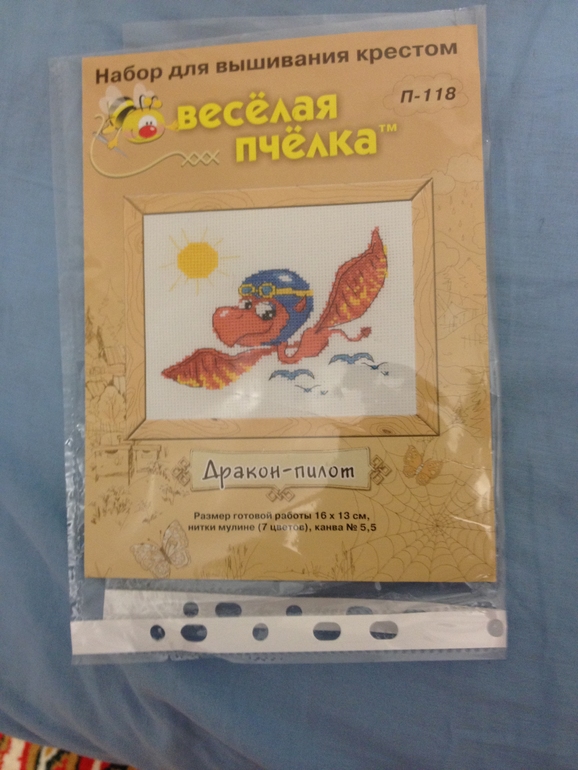 Набор для вышивания крестом
П-118
весёлая
пчёлка™
Дракон-пилот
Размер готовой работы 16 x 13 см,
нитки мулине (7 цветов), канва № 5,5